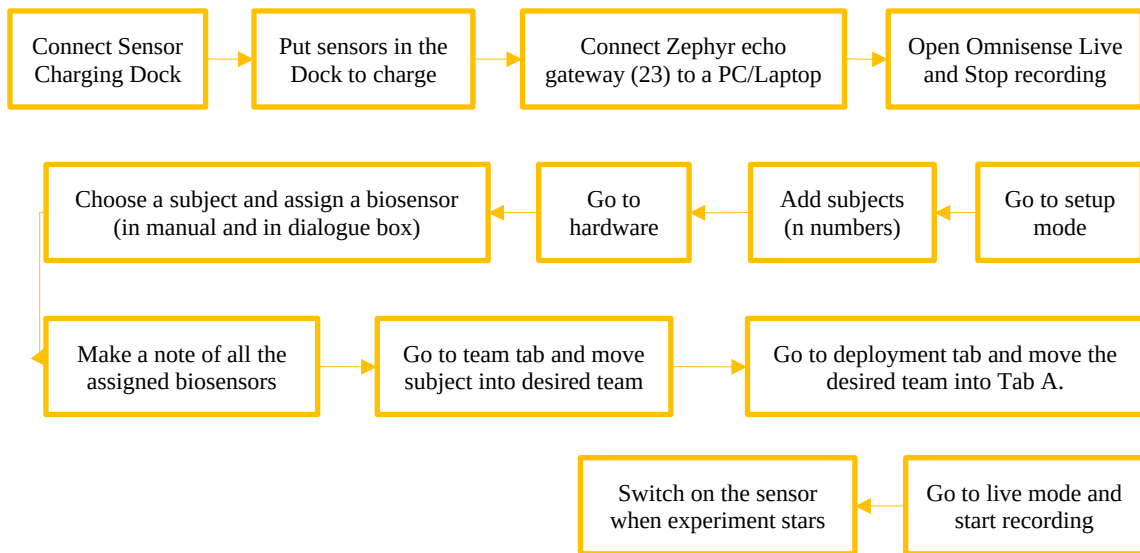 Connect Sensor
Charging Dock
Put sensors in the
Dock to charge
Connect Zephyr echo
gateway (23) to a PC/Laptop
Open Omnisense Live
and Stop recording
Go to setup
mode
Add subjects
(n numbers)
Go to
hardware
Choose a subject and assign a biosensor
(in manual and in dialogue box)
Make a note of all the
assigned biosensors
Go to team tab and move
subject into desired team
Go to deployment tab and move the
desired team into Tab A.
Go to live mode and
start recording
Switch on the sensor
when experiment stars